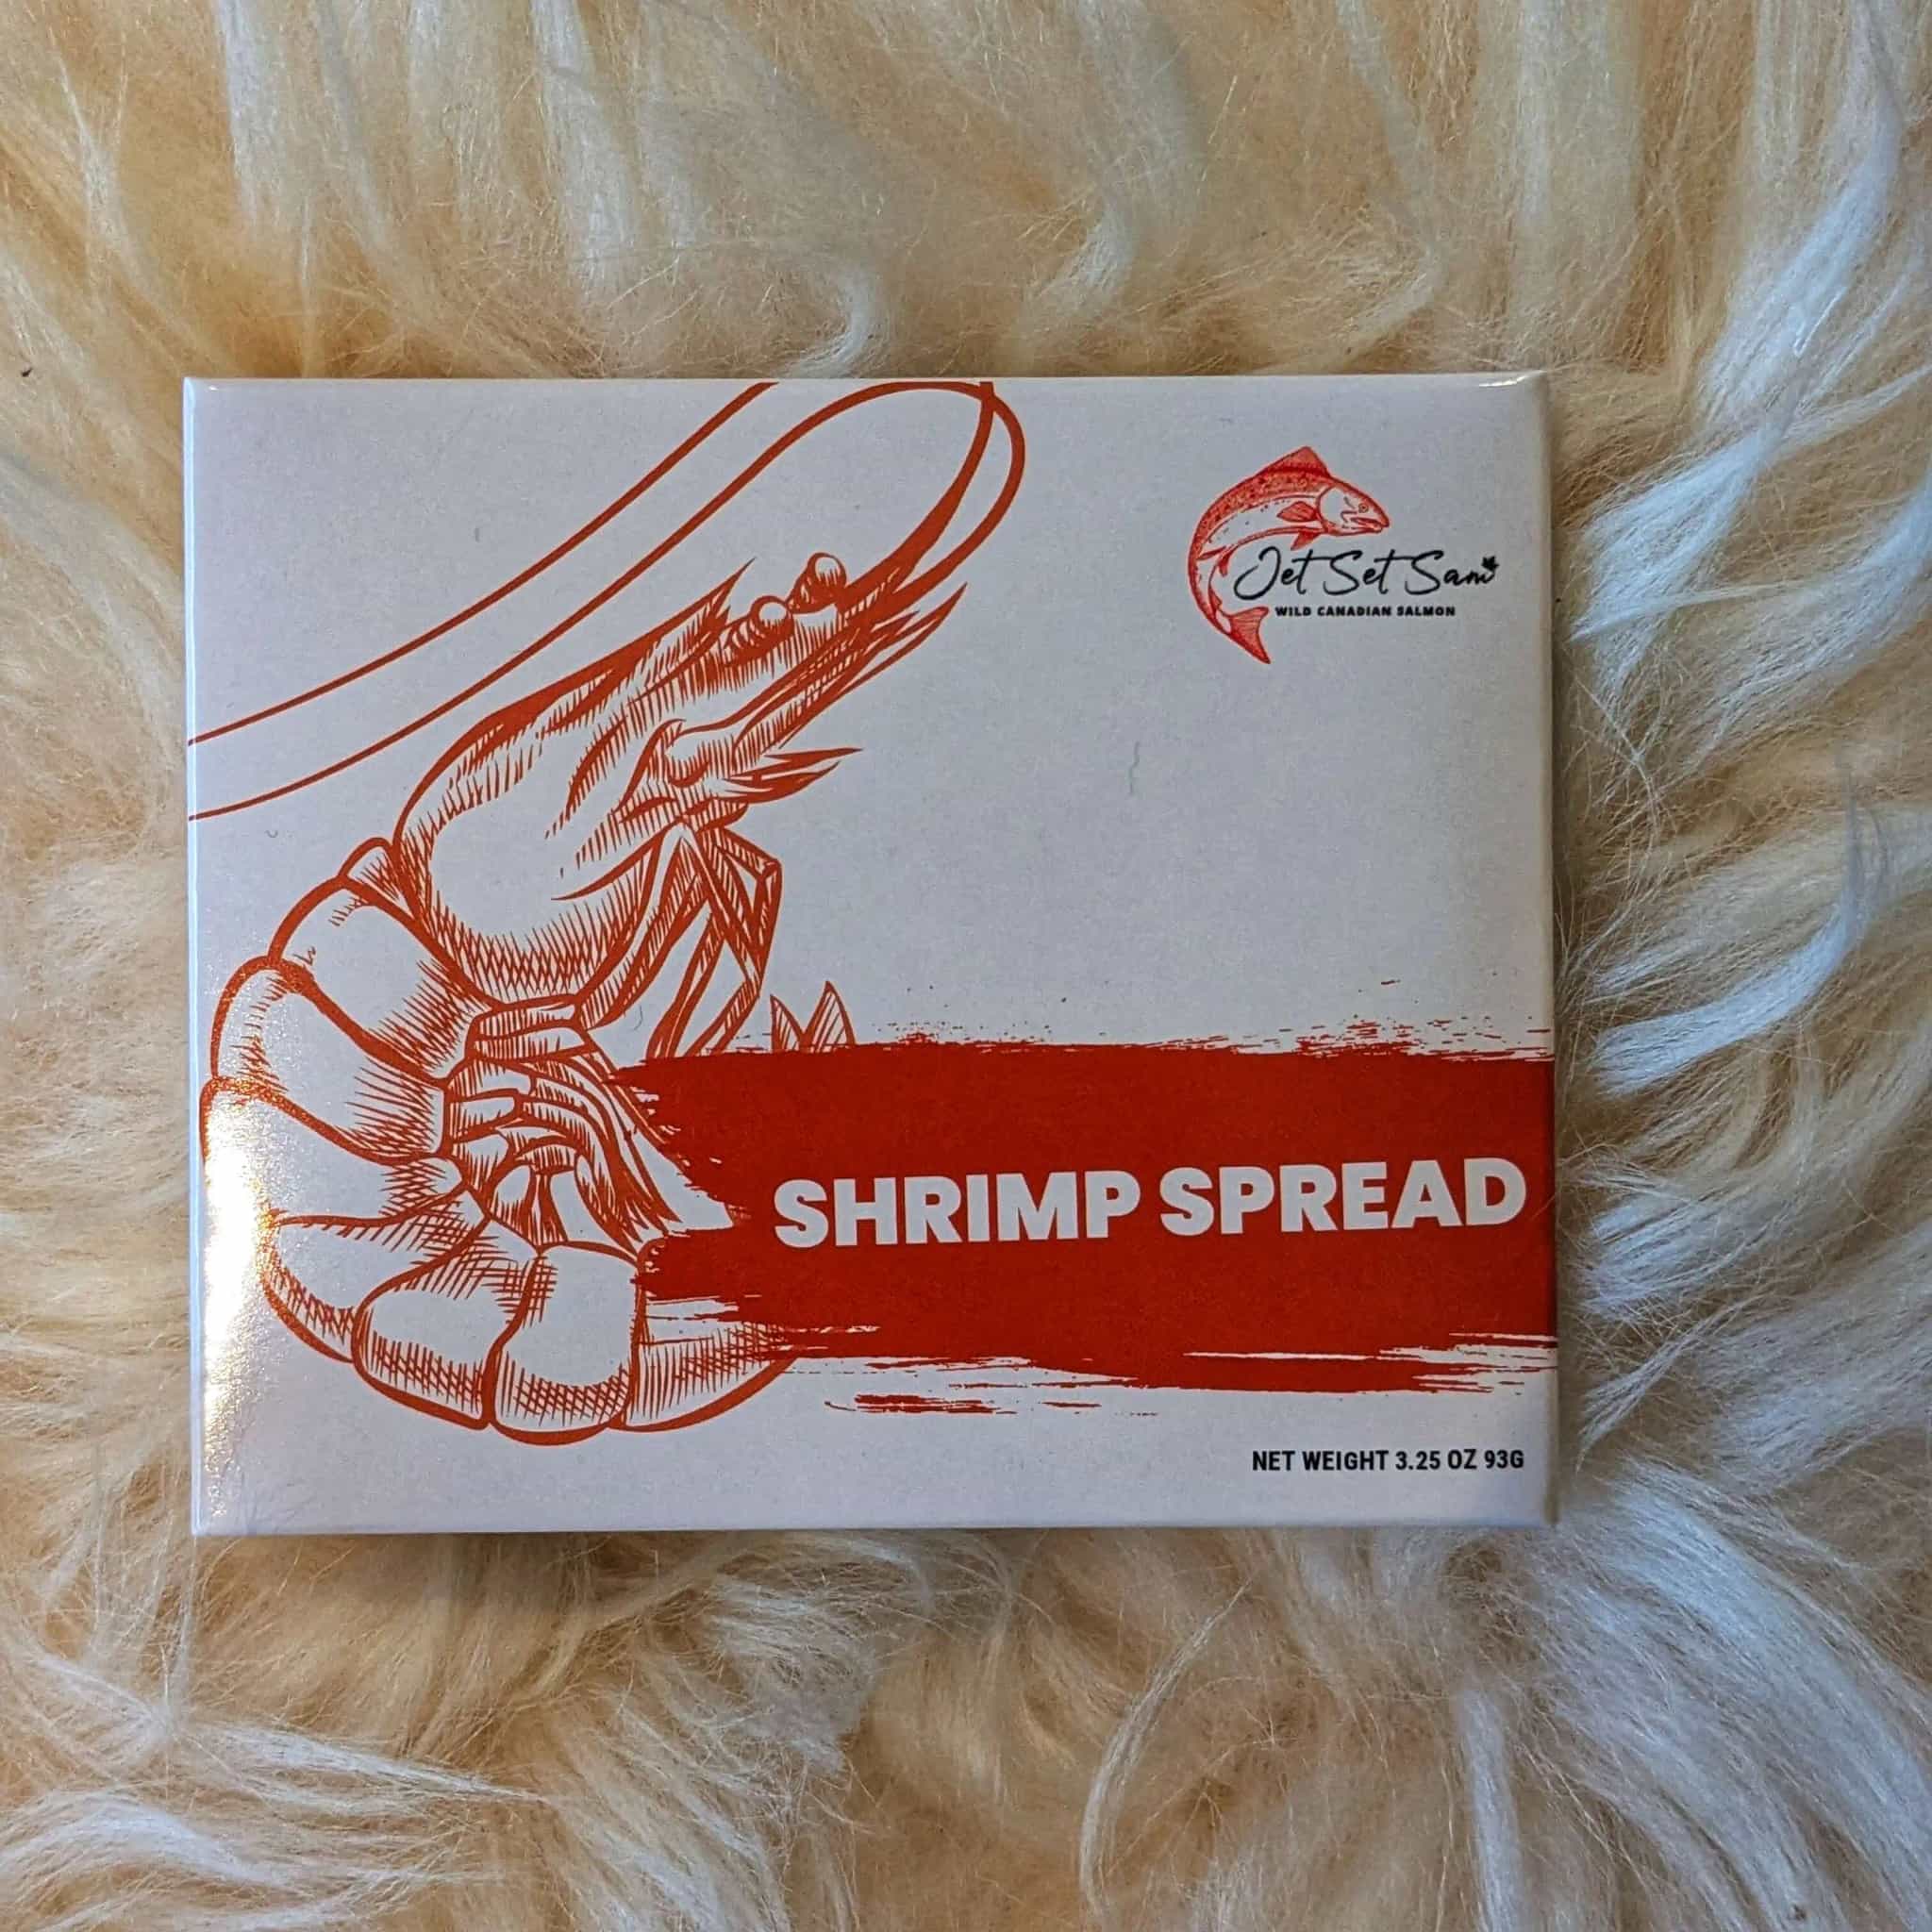 Jet Set Sam
WILD CANADIAN SALMON
SHRIMP SPREAD
NET WEIGHT 3.25 OZ 93G